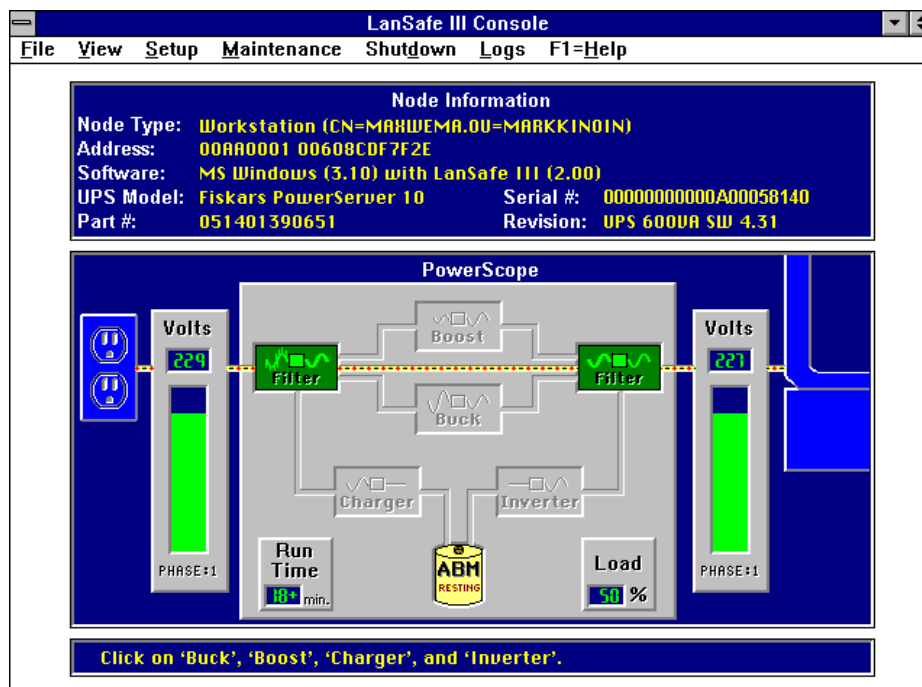 LanSafe III Console
File View Setup Maintenance Shutdown Logs F1=Help
Node Information
Node Type: Workstation (CN=MAXWEMA.OU=MARKKINOIN)
Address: 00AA0001 00608CDF7F2E
Software: MS Windows (3.10) with LanSafe III (2.00)
UPS Model: Fiskars PowerServer 10 Serial #: 00000000000A00058140
Part #: 051401390651 Revision: UPS 600VA SW 4.31
PowerScope
Volts
229
PHASE:1
Filter
Boost
Buck
Filter
Charger
Inverter
Run
Time
18+ min.
ABM
RESTING
Load
50 %
Volts
227
PHASE:1
Click on ‘Buck’, ‘Boost’, ‘Charger’, and ‘Inverter’.